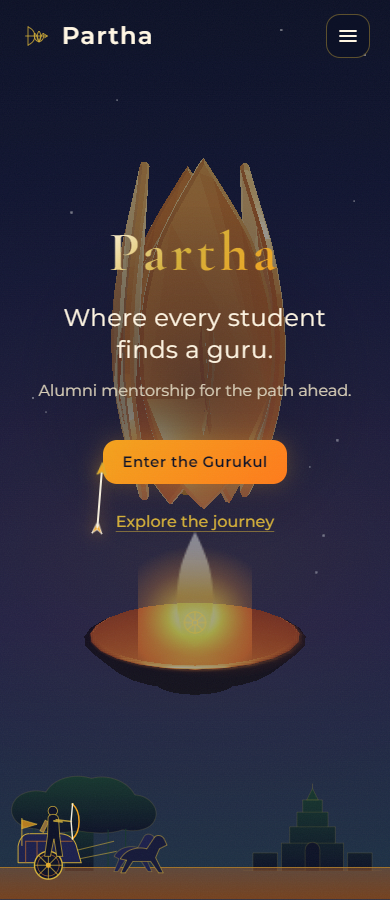 Partha
Partha
Where every student
finds a guru.
Alumni mentorship for the path ahead.
Enter the Gurukul
Explore the journey